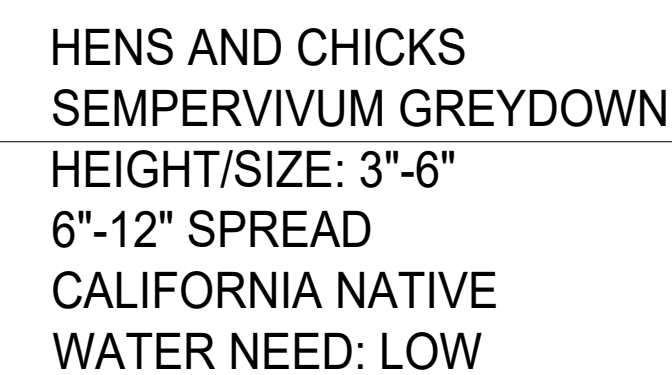 HENS AND CHICKS
SEMPERVIVUM GREYDOWN
HEIGHT/SIZE: 3"-6"
6"-12" SPREAD
CALIFORNIA NATIVE
WATER NEED: LOW